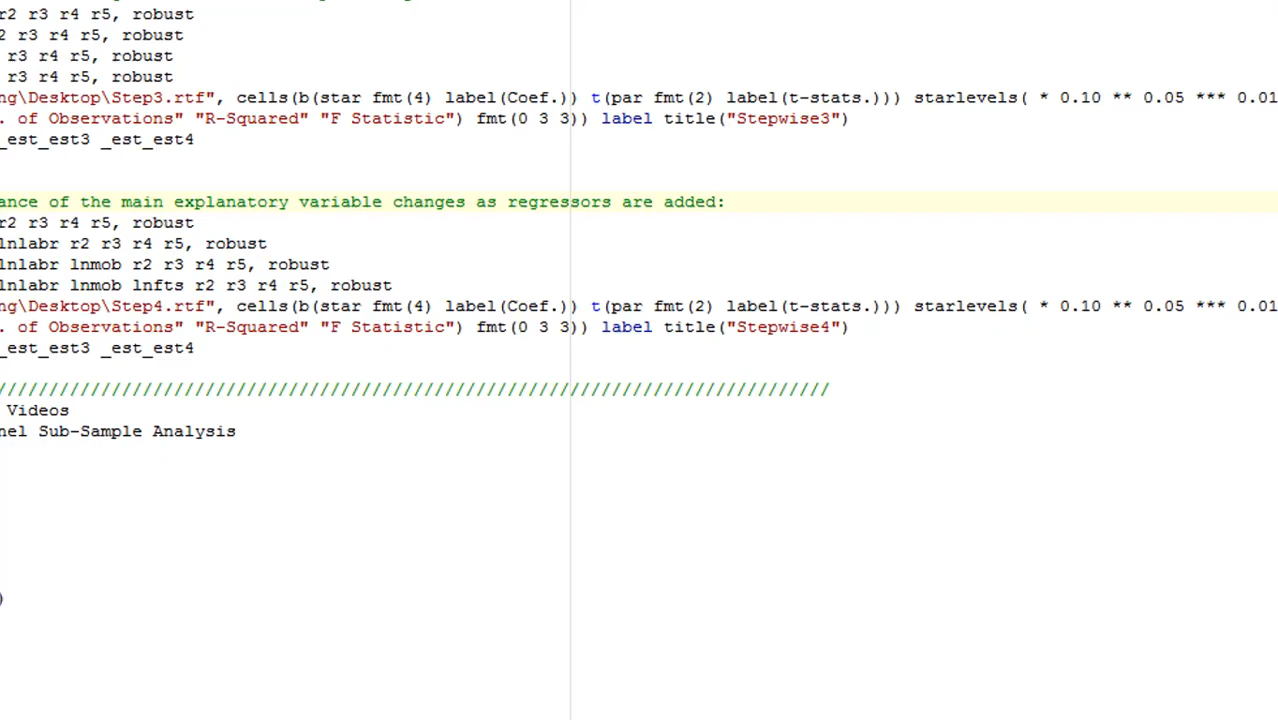 r2 r3 r4 r5, robust
2 r3 r4 r5, robust
r3 r4 r5, robust
r3 r4 r5, robust
ng\Desktop\Step3.rtf", cells(b(star fmt(4) label(Coef.)) t(par fmt(2) label(t-stats.))) starlevels( * 0.10 ** 0.05 *** 0.01
. of Observations" "R-Squared" "F Statistic") fmt(0 3 3)) label title("Stepwise3")
_est_est3 _est_est4
ance of the main explanatory variable changes as regressors are added:
r2 r3 r4 r5, robust
lnlabr r2 r3 r4 r5, robust
lnlabr lnmob r2 r3 r4 r5, robust
lnlabr lnmob lnfts r2 r3 r4 r5, robust
ng\Desktop\Step4.rtf", cells(b(star fmt(4) label(Coef.)) t(par fmt(2) label(t-stats.))) starlevels( * 0.10 ** 0.05 *** 0.01
. of Observations" "R-Squared" "F Statistic") fmt(0 3 3)) label title("Stepwise4")
_est_est3 _est_est4
////////////////////////////////////////////////////////////////////////////////
Videos
nel Sub-Sample Analysis
)